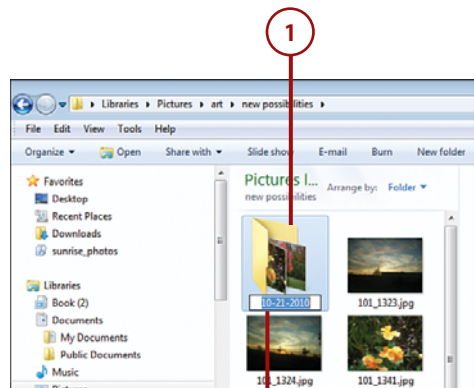 1
Libraries Pictures art new possibilities
File Edit View Tools Help
Organize Open Share with Slide show E-mail Burn New folder
Favorites
Desktop
Recent Places
Downloads
sunrise_photos
Libraries
Book (2)
Documents
My Documents
Public Documents
Music
Pictures
Pictures l...
new possibilities
Arrange by: Folder
10-21-2010
101_1323.jpg
101_1324.jpg
101_1341.jpg